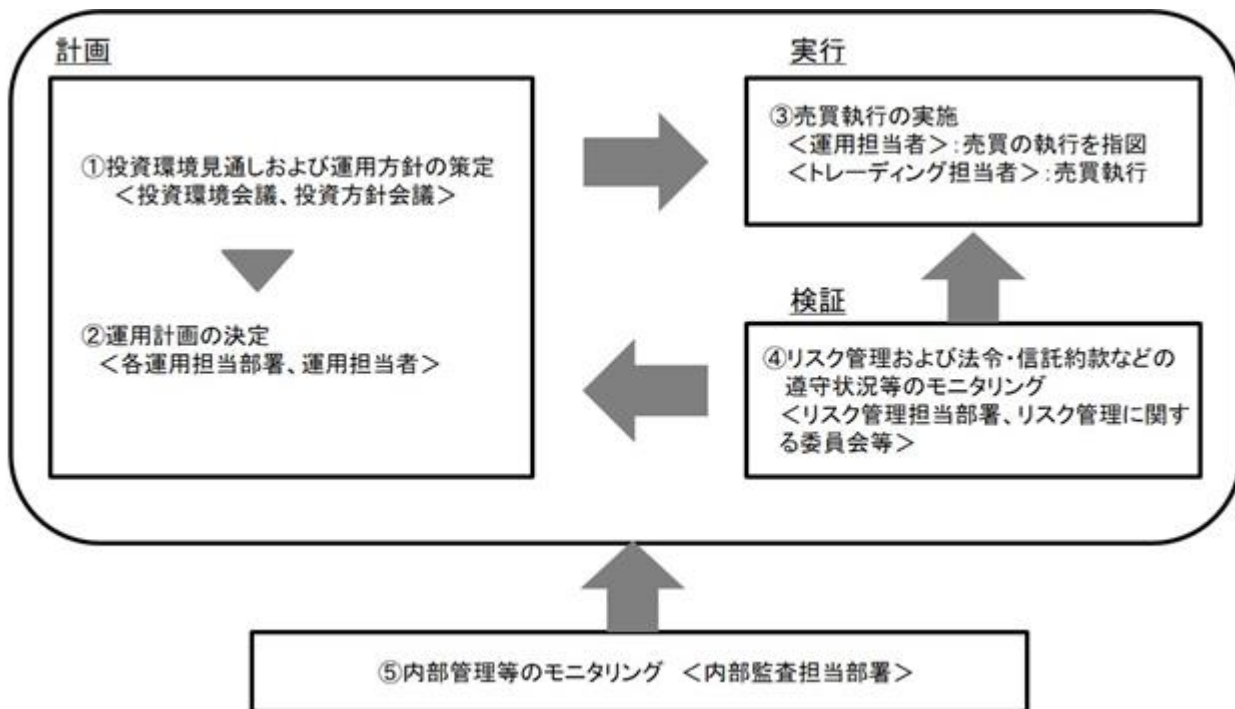 計画
①投資環境見通しおよび運用方針の策定
＜投資環境会議、投資方針会議＞
②運用計画の決定
＜各運用担当部署、運用担当者＞
実行
③売買執行の実施
＜運用担当者＞：売買の執行を指図
＜トレーディング担当者＞：売買執行
検証
④リスク管理および法令・信託約款などの
遵守状況等のモニタリング
＜リスク管理担当部署、リスク管理に関す
る委員会等＞
⑤内部管理等のモニタリング ＜内部監査担当部署＞